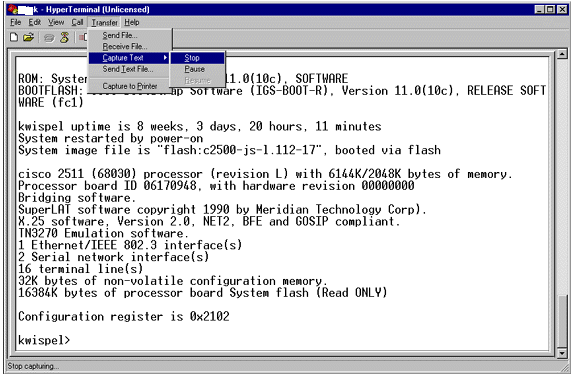 k - HyperTerminal (Unlicensed)
File Edit View Call Transfer Help
Send File...
Receive File...
Capture Text
Send Text File...
Capture to Printer
Stop
Pause
Resume
ROM: System 11.0(10c), SOFTWARE
BOOTFLASH: Software (IGS-BOOT-R), Version 11.0(10c), RELEASE SOFT
WARE (fc1)
kwispel uptime is 8 weeks, 3 days, 20 hours, 11 minutes
System restarted by power-on
System image file is "flash:c2500-js-l.112-17", booted via flash
cisco 2511 (68030) processor (revision L) with 6144K/2048K bytes of memory.
Processor board ID 06170948, with hardware revision 00000000
Bridging software.
SuperLAT software copyright 1990 by Meridian Technology Corp).
X.25 software, Version 2.0, NET2, BFE and GOSIP compliant.
TN3270 Emulation software.
1 Ethernet/IEEE 802.3 interface(s)
2 Serial network interface(s)
16 terminal line(s)
32K bytes of non-volatile configuration memory.
16384K bytes of processor board System flash (Read ONLY)
Configuration register is 0x2102
kwispel>
Stop capturing...